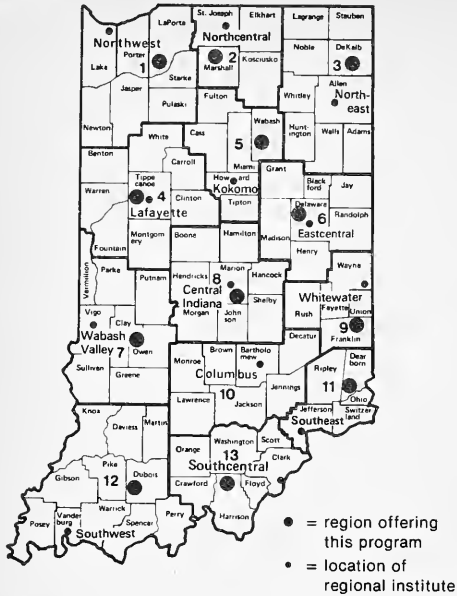 St. Joseph Elkhart Lagrange Steuben
LaPorta
Northwest Northcentral
Porter Noble DeKalb
Lake 1 2 3
Marshall Kosciusko
Starke Allen
Jasper Whitley North-
Pulaski Fulton east
Wabash Hunt-
ington Wells Adams
Newton White Cass 5
Benton Carroll Miami Grant
Tippe
canoe Howard Black
ford Jay
Warren 4 Kokomo Delaware
Lafayette Clinton Tipton 6 Randolph
Eastcentral
Montgom
ery Boone Hamilton Madison
Fountain Henry
Vermillion Parke 8 Marion Wayne
Putnam Hendricks Hancock
Central
Indiana Whitewater
Vigo Shelby Rush Fayette Union
Clay Morgan John
son 9
Wabash
Valley Franklin
7 Owen Decatur
Brown Bartholo
mew Dear
born
Monroe Ripley
Sullivan Columbus 11
Greene Jennings Ohio
10 Jefferson Switzer
land
Lawrence Jackson Southeast
Knox
Daviess Martin Washington Scott
Orange 13 Clark
Pike Southcentral
Gibson 12 Dubois Crawford Floyd
Harrison
Warrick Perry
Vander
burg Spencer
Posey Southwest
= region offering
this program
= location of
regional institute